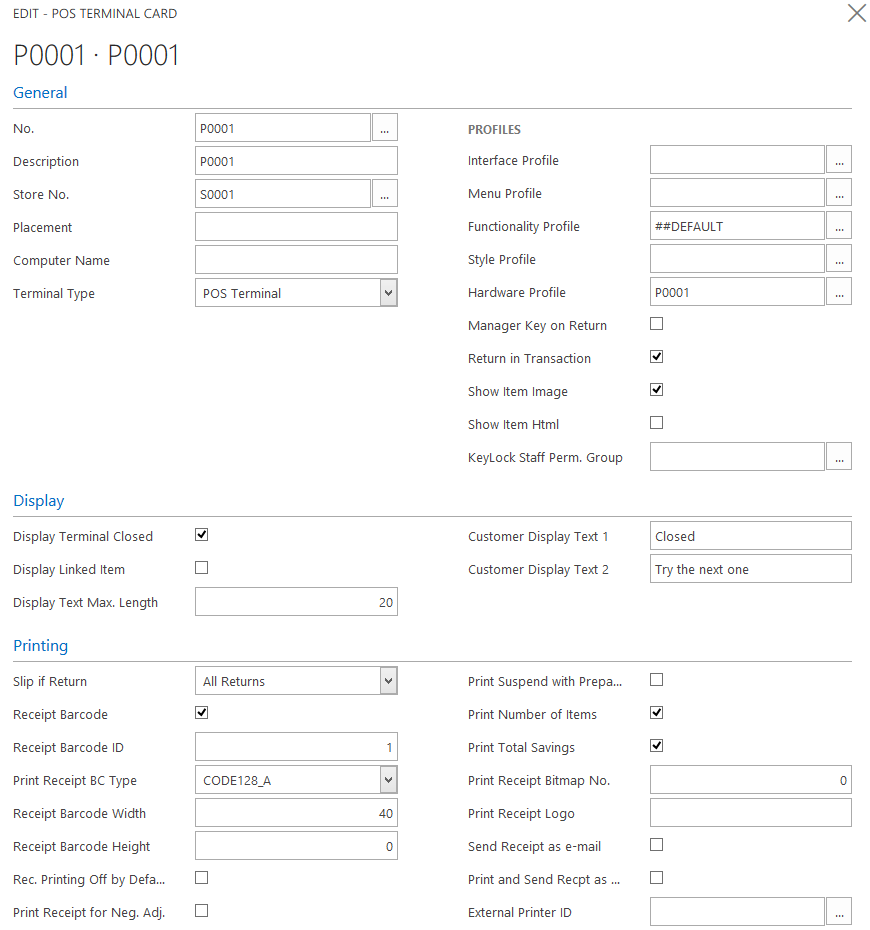 EDIT - POS TERMINAL CARD
P0001 · P0001
General
No. P0001 ...
Description P0001
Store No. S0001 ...
Placement
Computer Name
Terminal Type POS Terminal
PROFILES
Interface Profile ...
Menu Profile ...
Functionality Profile ##DEFAULT ...
Style Profile ...
Hardware Profile P0001 ...
Manager Key on Return
Return in Transaction
Show Item Image
Show Item Html
KeyLock Staff Perm. Group ...
Display
Display Terminal Closed
Display Linked Item
Display Text Max. Length 20
Customer Display Text 1 Closed
Customer Display Text 2 Try the next one
Printing
Slip if Return All Returns
Receipt Barcode
Receipt Barcode ID 1
Print Receipt BC Type CODE128_A
Receipt Barcode Width 40
Receipt Barcode Height 0
Rec. Printing Off by Defa...
Print Receipt for Neg. Adj.
Print Suspend with Prepa...
Print Number of Items
Print Total Savings
Print Receipt Bitmap No. 0
Print Receipt Logo
Send Receipt as e-mail
Print and Send Recpt as ...
External Printer ID ...